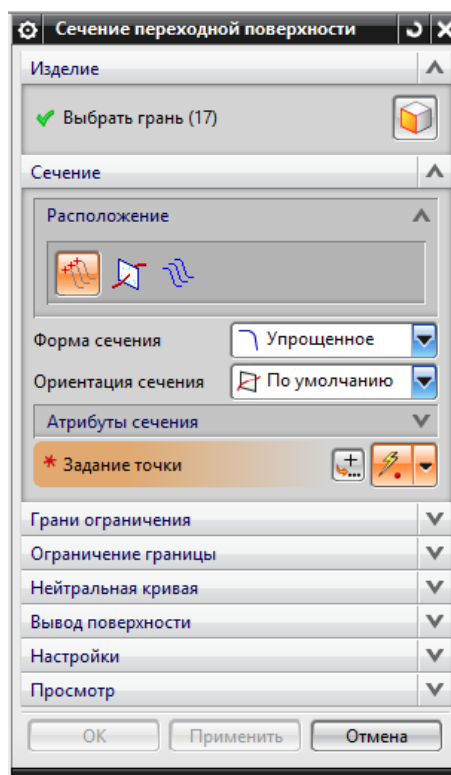 Сечение переходной поверхности
Изделие
Выбрать грань (17)
Сечение
Расположение
Форма сечения Упрощенное
Ориентация сечения По умолчанию
Атрибуты сечения
* Задание точки
Грани ограничения
Ограничение границы
Нейтральная кривая
Вывод поверхности
Настройки
Просмотр
ОК Применить Отмена